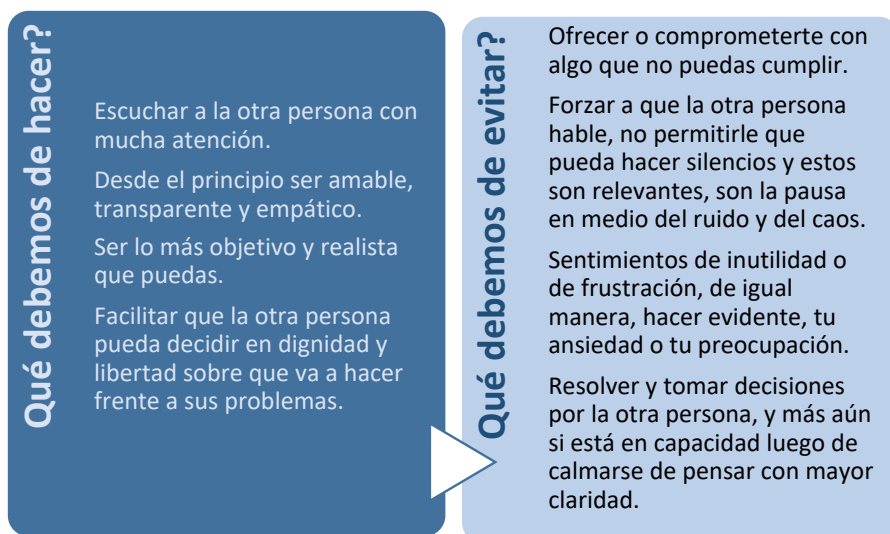 Qué debemos de hacer?
Escuchar a la otra persona con
mucha atención.
Desde el principio ser amable,
transparente y empático.
Ser lo más objetivo y realista
que puedas.
Facilitar que la otra persona
pueda decidir en dignidad y
libertad sobre que va a hacer
frente a sus problemas.
Qué debemos de evitar?
Ofrecer o comprometerte con
algo que no puedas cumplir.
Forzar a que la otra persona
hable, no permitirle que
pueda hacer silencios y estos
son relevantes, son la pausa
en medio del ruido y del caos.
Sentimientos de inutilidad o
de frustración, de igual
manera, hacer evidente, tu
ansiedad o tu preocupación.
Resolver y tomar decisiones
por la otra persona, y más aún
si está en capacidad luego de
calmarse de pensar con mayor
claridad.